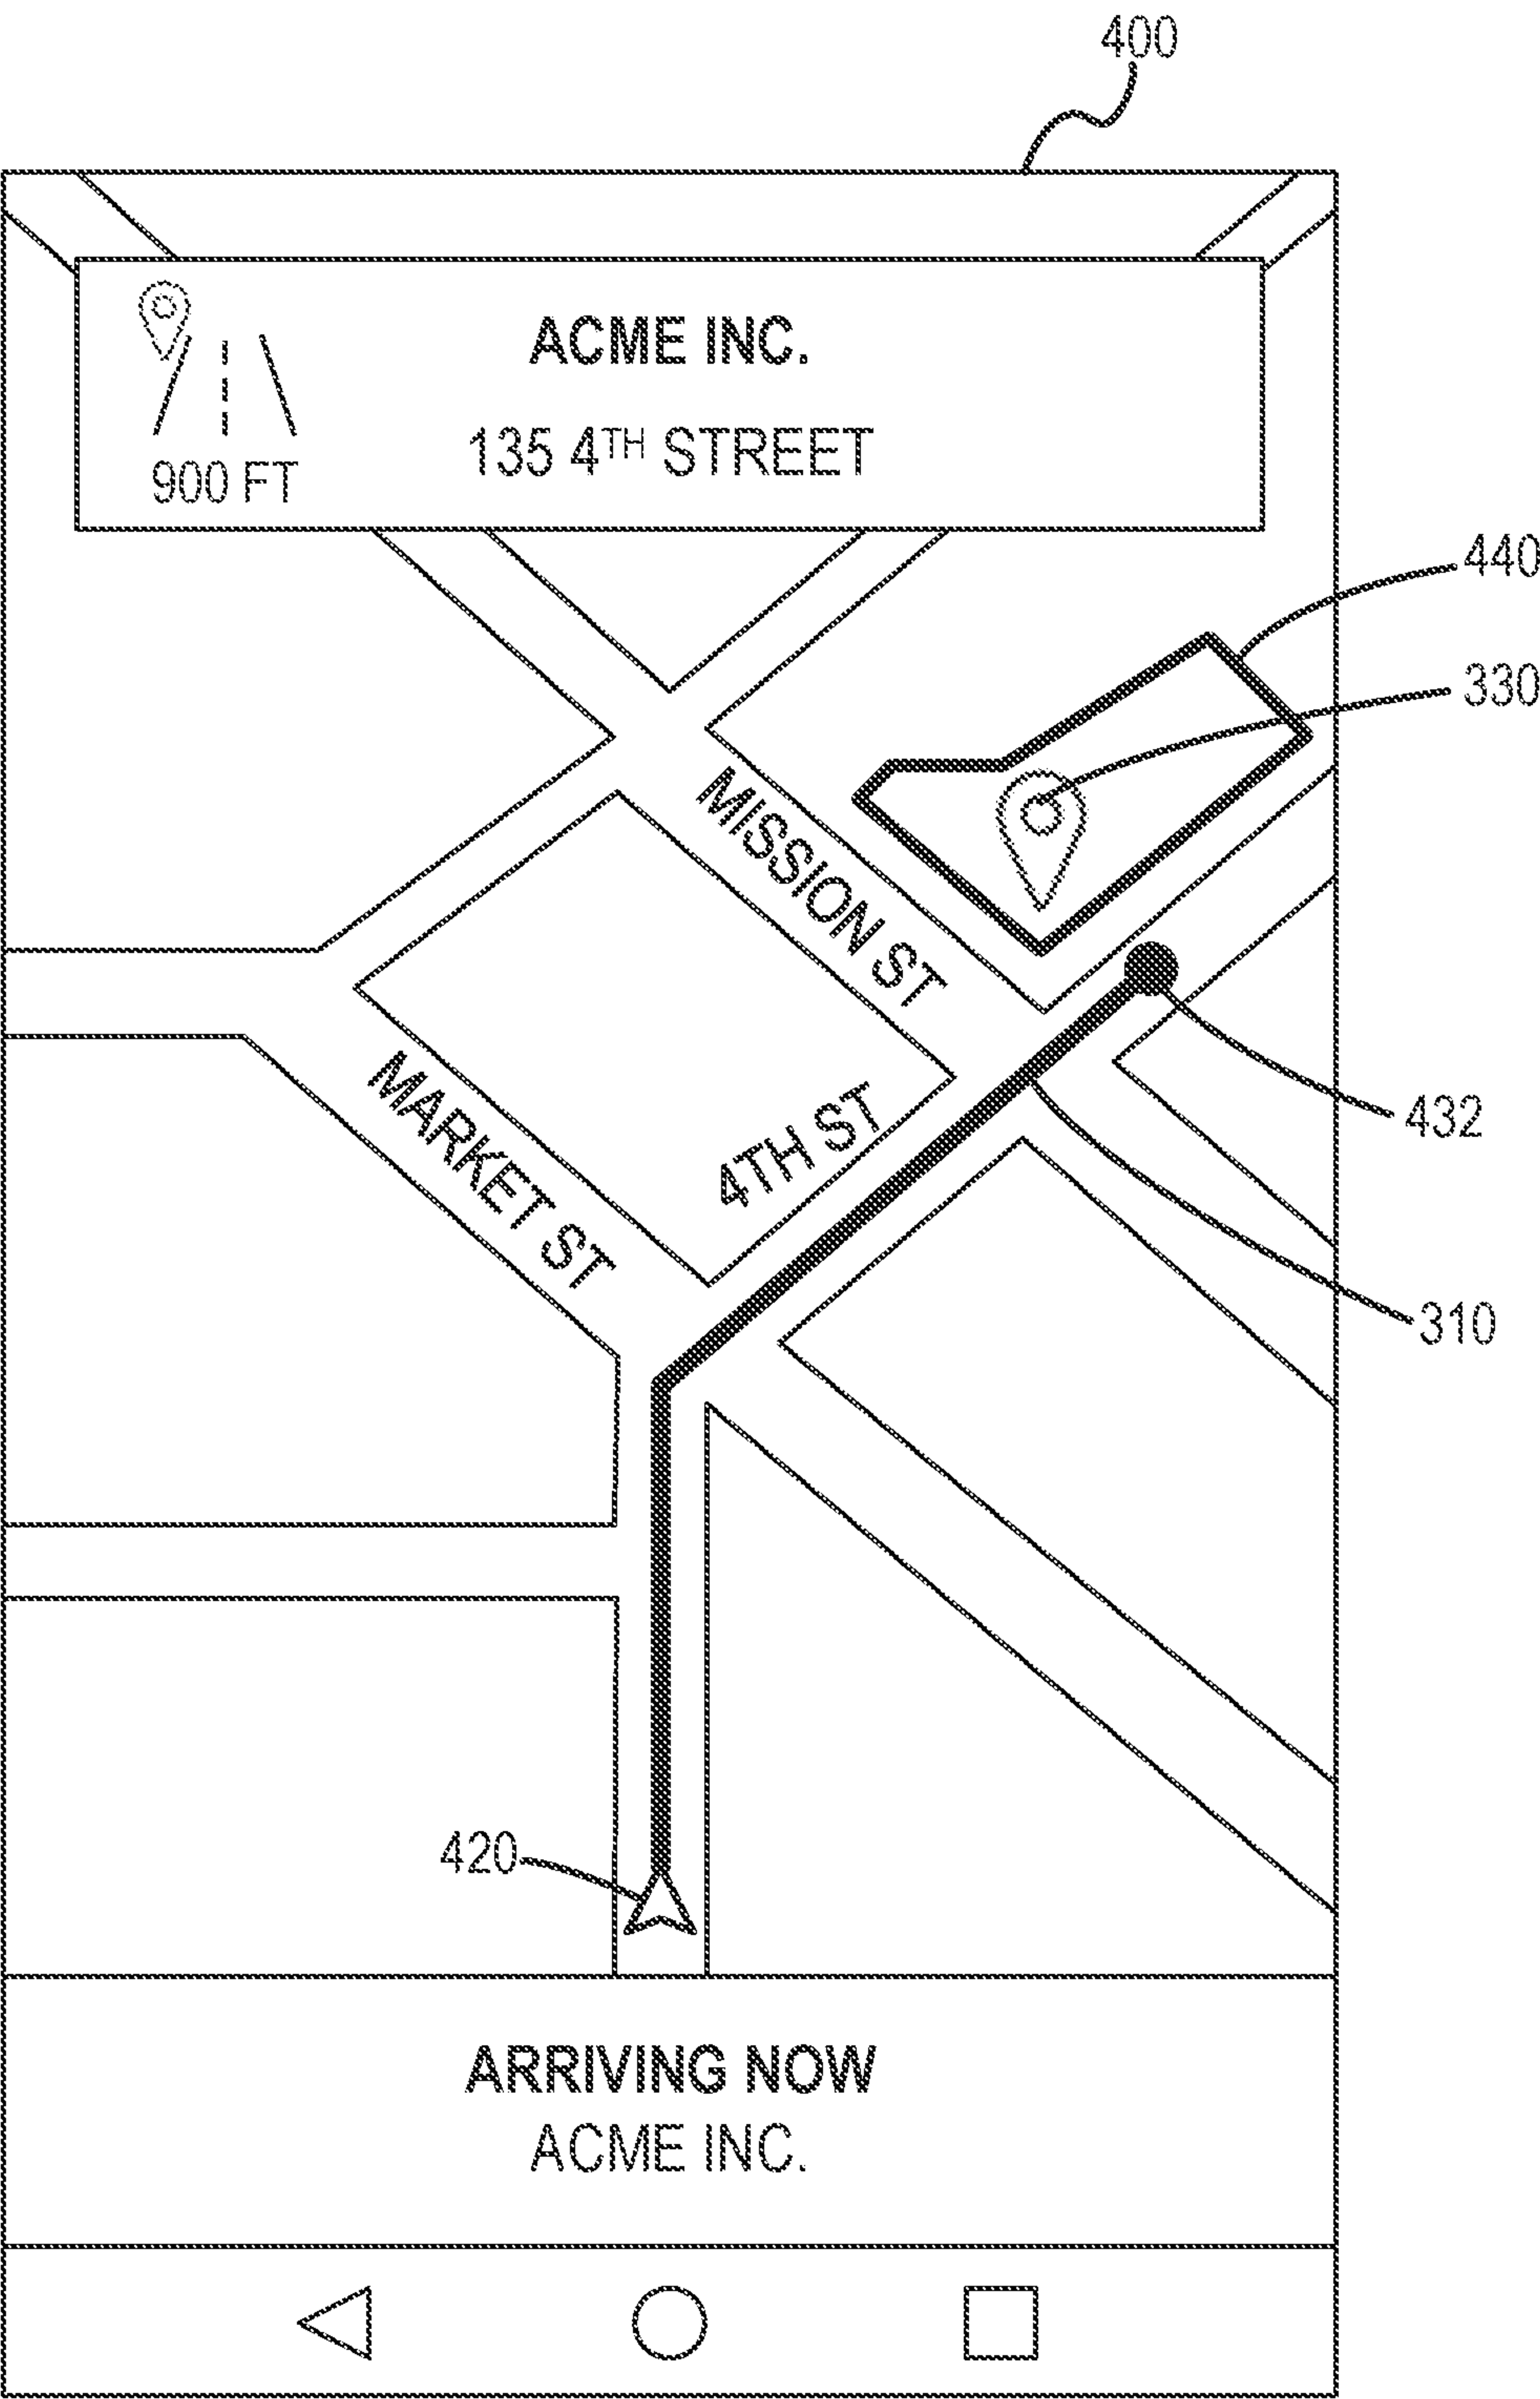 400
ACME INC.
135 4TH STREET
900 FT
440
330
MISSION ST
432
MARKET ST
4TH ST
310
420
ARRIVING NOW
ACME INC.